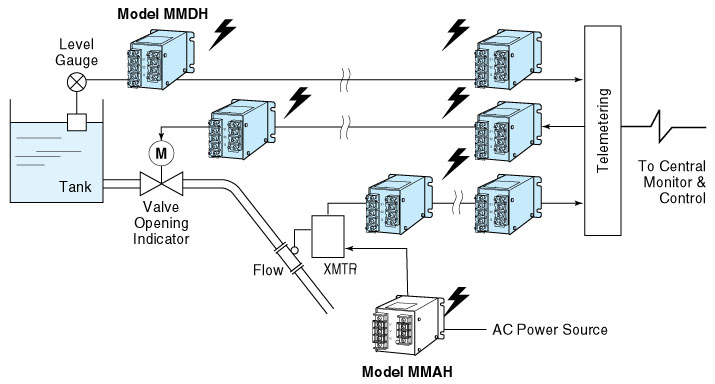 Model MMDH
Level
Gauge
Tank
M
Valve
Opening
Indicator
Flow
XMTR
Telemetering
To Central
Monitor &
Control
AC Power Source
Model MMAH